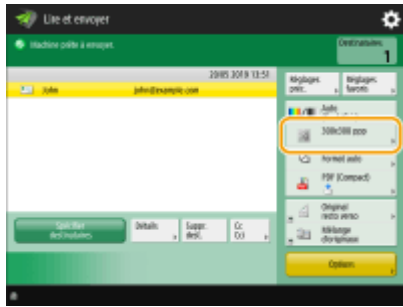 Lire et envoyer
Machine prête à envoyer.
Destinataires
1
20/05 2019 13:51
John
john@example.com
Réglages
préc.
Réglages
favoris
Auto
300x300 ppp
Format auto
PDF (Compact)
Original
recto verso
Mélange
d'originaux
Spécifier
destinataires
Détails
Suppr.
dest.
Cc
Cci
Options